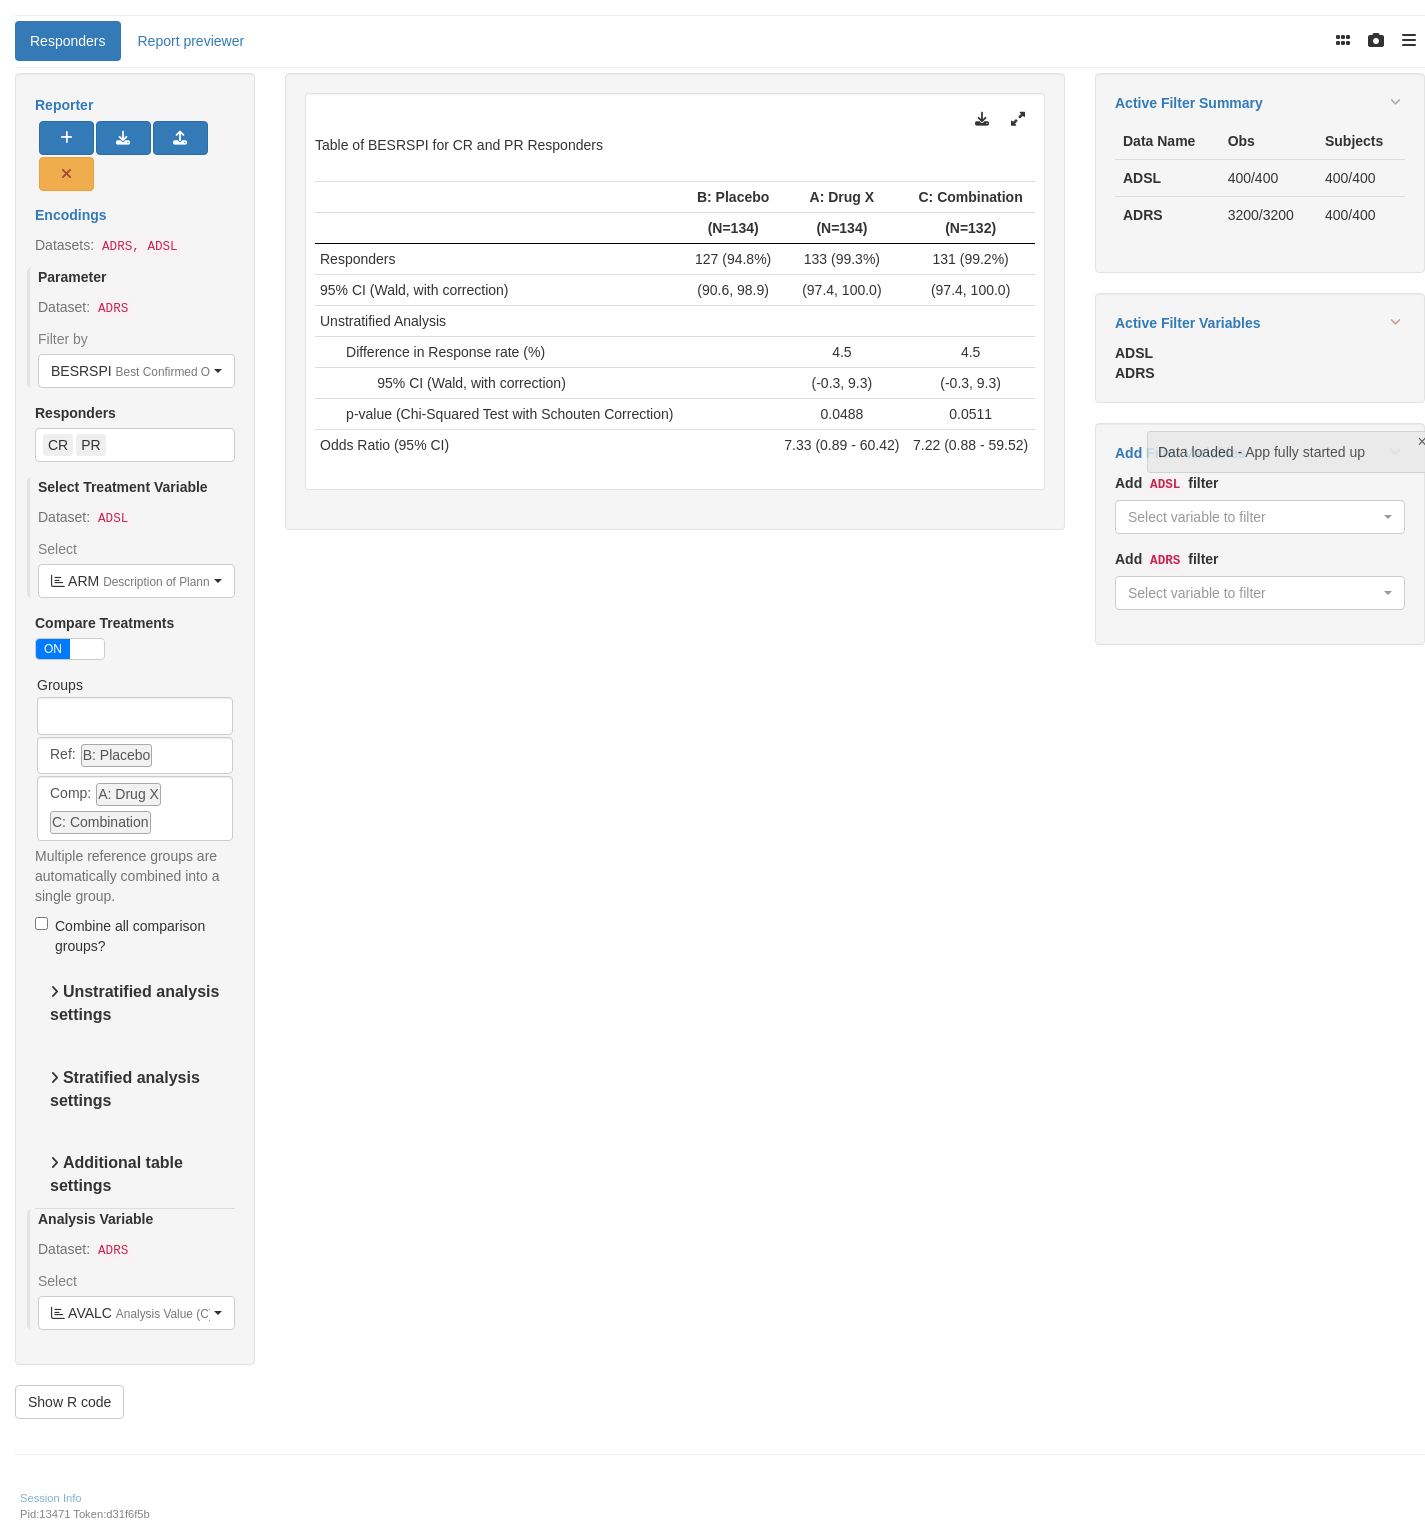 Responders
Report previewer
Reporter
Encodings
Datasets: ADRS, ADSL
Parameter
Dataset: ADRS
Filter by
BESRSPI Best Confirmed O
Responders
CR PR
Select Treatment Variable
Dataset: ADSL
Select
ARM Description of Plann
Compare Treatments
ON
Groups
Ref: B: Placebo
Comp: A: Drug X
C: Combination
Multiple reference groups are
automatically combined into a
single group.
Combine all comparison
groups?
Unstratified analysis
settings
Stratified analysis
settings
Additional table
settings
Analysis Variable
Dataset: ADRS
Select
AVALC Analysis Value (C)
Show R code
Table of BESRSPI for CR and PR Responders
B: Placebo A: Drug X C: Combination
(N=134) (N=134) (N=132)
Responders 127 (94.8%) 133 (99.3%) 131 (99.2%)
95% CI (Wald, with correction) (90.6, 98.9) (97.4, 100.0) (97.4, 100.0)
Unstratified Analysis
Difference in Response rate (%) 4.5 4.5
95% CI (Wald, with correction) (-0.3, 9.3) (-0.3, 9.3)
p-value (Chi-Squared Test with Schouten Correction) 0.0488 0.0511
Odds Ratio (95% CI) 7.33 (0.89 - 60.42) 7.22 (0.88 - 59.52)
Active Filter Summary
Data Name Obs Subjects
ADSL 400/400 400/400
ADRS 3200/3200 400/400
Active Filter Variables
ADSL
ADRS
Add
Data loaded - App fully started up
×
Add ADSL filter
Select variable to filter
Add ADRS filter
Select variable to filter
Session Info
Pid:13471 Token:d31f6f5b